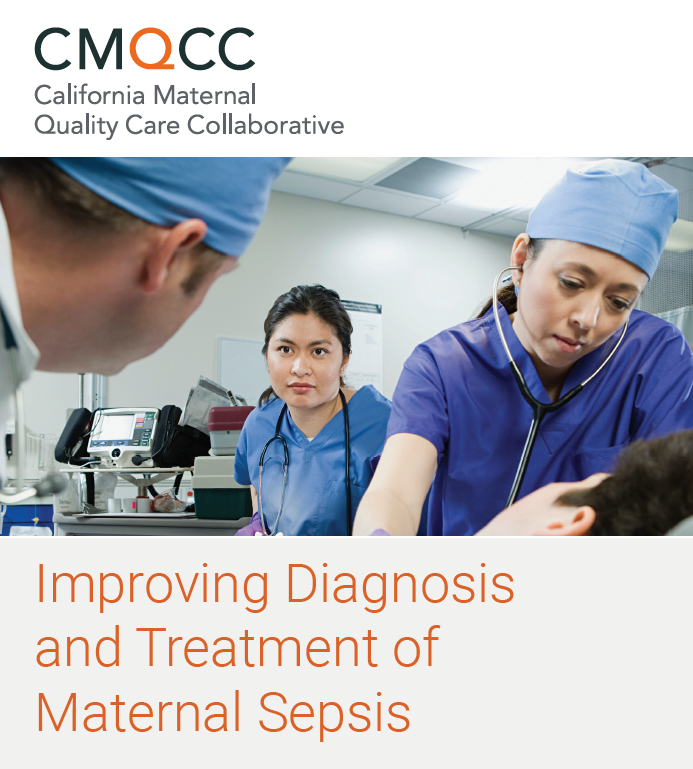 CMQCC
California Maternal
Quality Care Collaborative
Improving Diagnosis
and Treatment of
Maternal Sepsis